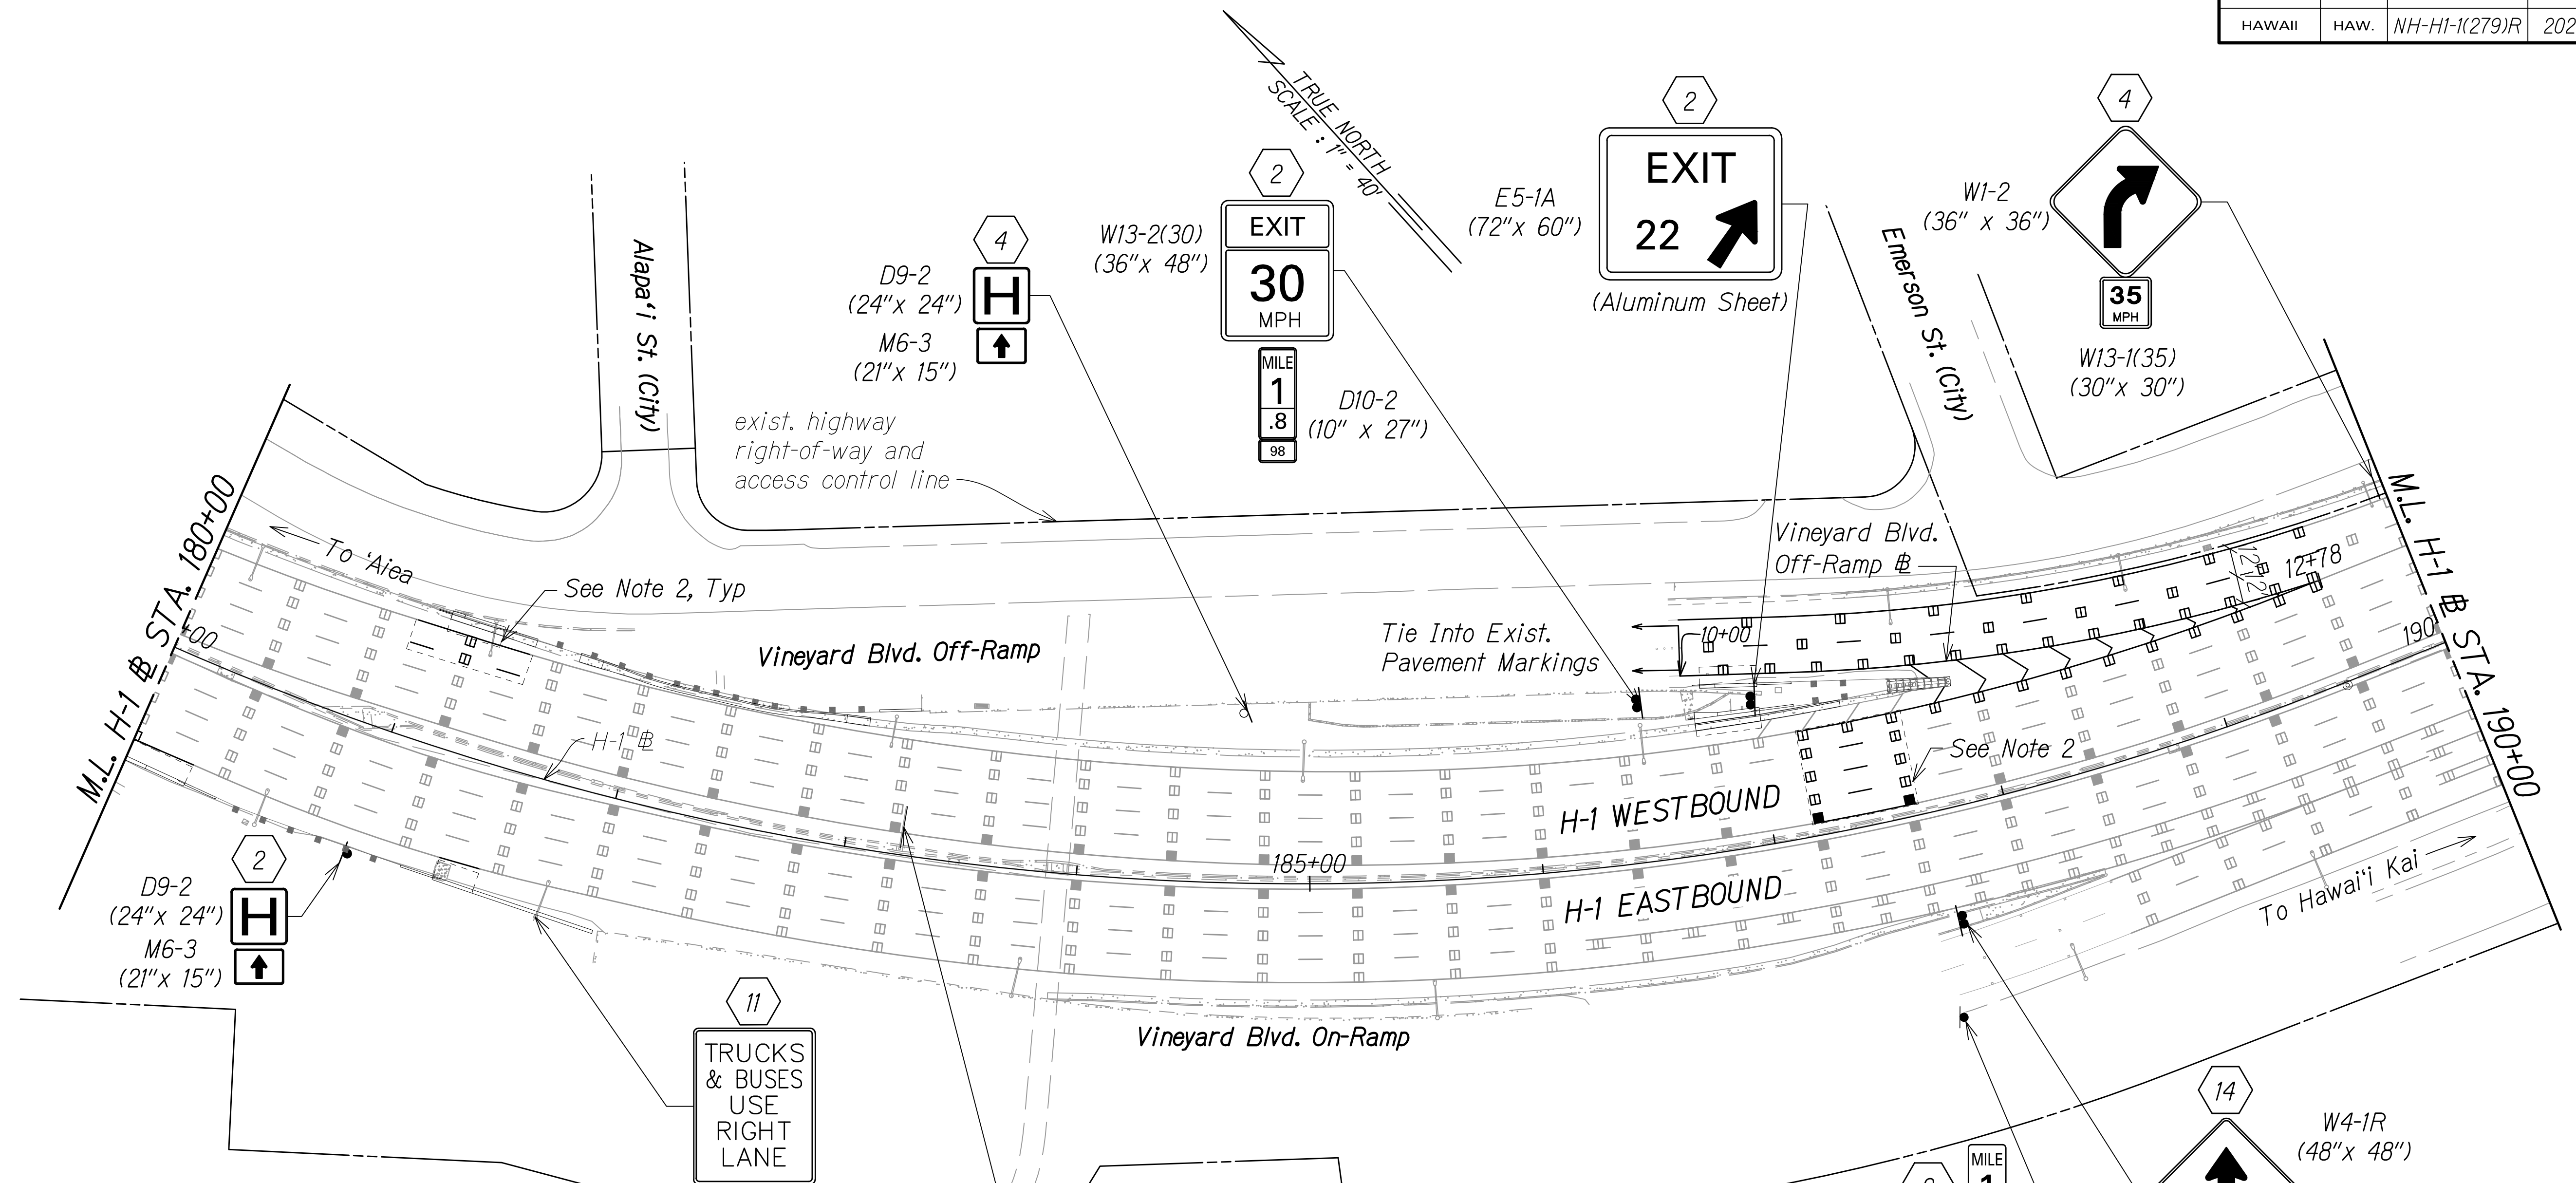 HAWAII HAW. NH-H1-1(279)R 202
TRUE NORTH
SCALE : 1" = 40'
2
EXIT
22
E5-1A
(72"x 60")
(Aluminum Sheet)
4
W1-2
(36" x 36")
35
MPH
W13-1(35)
(30"x 30")
2
W13-2(30)
(36"x 48")
EXIT
30
MPH
MILE
1
.8
98
D10-2
(10" x 27")
4
D9-2
(24"x 24")
H
M6-3
(21"x 15")
Alapa‘i St. (City)
Emerson St. (City)
exist. highway
right-of-way and
access control line
M.L. H-1 ℄ STA. 180+00
+00
To ‘Aiea
See Note 2, Typ
Vineyard Blvd. Off-Ramp
Tie Into Exist.
Pavement Markings
10+00
Vineyard Blvd.
Off-Ramp ℄
12'
12'
12+78
M.L. H-1 ℄ STA. 190+00
190
H-1 ℄
See Note 2
H-1 WESTBOUND
185+00
H-1 EASTBOUND
To Hawai‘i Kai
2
D9-2
(24"x 24")
H
M6-3
(21"x 15")
11
TRUCKS
& BUSES
USE
RIGHT
LANE
Vineyard Blvd. On-Ramp
MILE
14
W4-1R
(48"x 48")